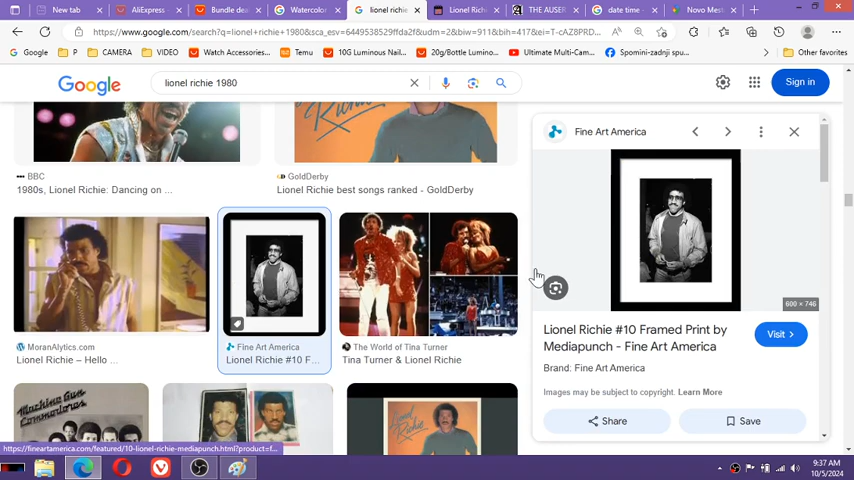 New tab
AliExpress
Bundle dea
Watercolor
lionel richie
Lionel Rich
THE AUSER
date time -
Novo Mest
https://www.google.com/search?q=lionel+richie+1980&sca_esv=6449538529ffda2f&udm=2&biw=911&bih=417&ei=T-cAZ8PRD...
Google
P
CAMERA
VIDEO
Watch Accessories...
Temu
10G Luminous Nail...
20g/Bottle Lumino...
Ultimate Multi-Cam...
Spomini-zadnji spu...
Other favorites
Google
lionel richie 1980
Sign in
BBC
1980s, Lionel Richie: Dancing on ...
GoldDerby
Lionel Richie best songs ranked - GoldDerby
Fine Art America
600 × 746
MoranAlytics.com
Lionel Richie – Hello ...
Fine Art America
Lionel Richie #10 F...
The World of Tina Turner
Tina Turner & Lionel Richie
Lionel Richie #10 Framed Print by
Mediapunch - Fine Art America
Visit
Brand: Fine Art America
Images may be subject to copyright. Learn More
Share
Save
Machine Gun
Commodores
Lionel
Richie
https://fineartamerica.com/featured/10-lionel-richie-mediapunch.html?product=f...
9:37 AM
10/5/2024